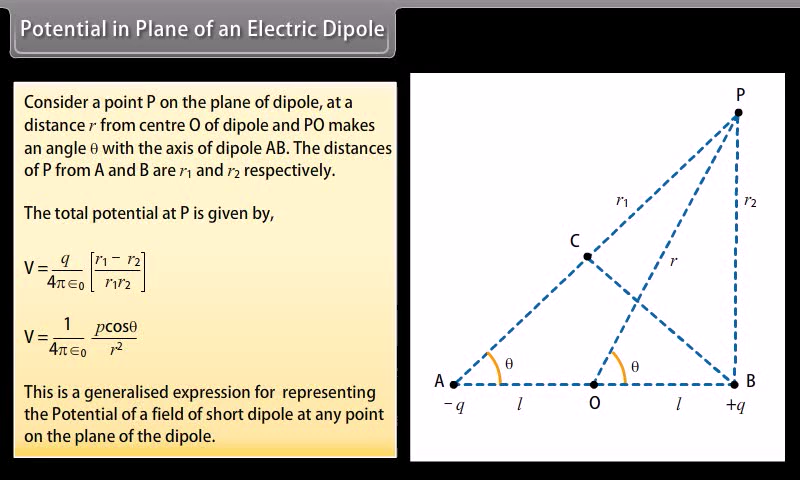 Potential in Plane of an Electric Dipole
Consider a point P on the plane of dipole, at a
distance r from centre O of dipole and PO makes
an angle θ with the axis of dipole AB. The distances
of P from A and B are r₁ and r₂ respectively.
The total potential at P is given by,
V = q/4π∈₀ [r₁ − r₂/r₁r₂]
V = 1/4π∈₀ pcosθ/r²
This is a generalised expression for representing
the Potential of a field of short dipole at any point
on the plane of the dipole.
P
r₁
r₂
C
r
θ
θ
A
B
−q
l
O
l
+q